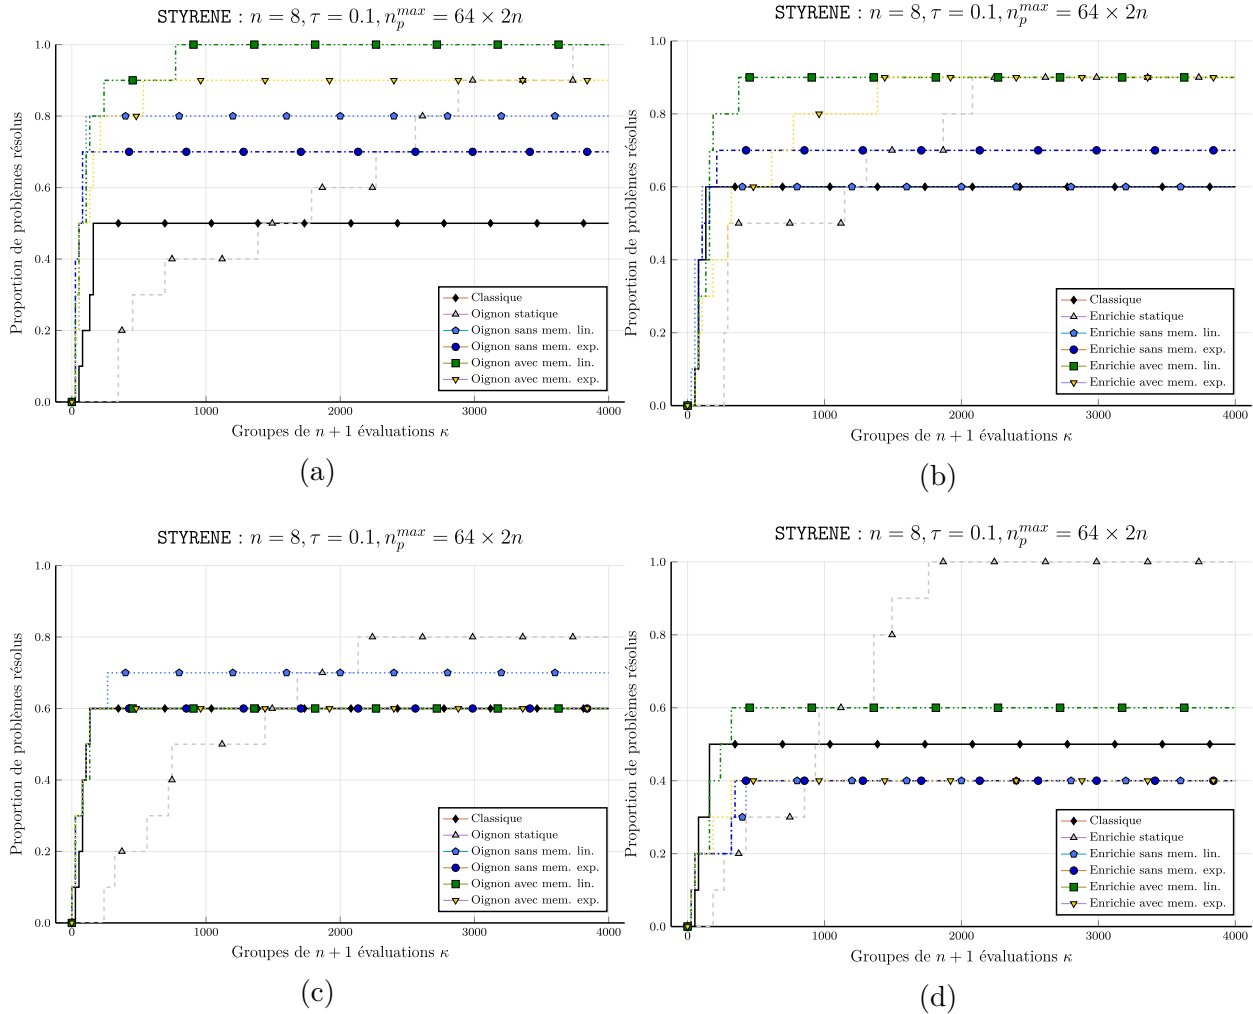 STYRENE : n = 8, τ = 0.1, n_p^{max} = 64 × 2n
Proportion de problèmes résolus
1.0
0.8
0.6
0.4
0.2
0.0
0
1000
2000
3000
4000
Groupes de n + 1 évaluations κ
Classique
Oignon statique
Oignon sans mem. lin.
Oignon sans mem. exp.
Oignon avec mem. lin.
Oignon avec mem. exp.
(a)
STYRENE : n = 8, τ = 0.1, n_p^{max} = 64 × 2n
Proportion de problèmes résolus
1.0
0.8
0.6
0.4
0.2
0.0
0
1000
2000
3000
4000
Groupes de n + 1 évaluations κ
Classique
Enrichie statique
Enrichie sans mem. lin.
Enrichie sans mem. exp.
Enrichie avec mem. lin.
Enrichie avec mem. exp.
(b)
STYRENE : n = 8, τ = 0.1, n_p^{max} = 64 × 2n
Proportion de problèmes résolus
1.0
0.8
0.6
0.4
0.2
0.0
0
1000
2000
3000
4000
Groupes de n + 1 évaluations κ
Classique
Oignon statique
Oignon sans mem. lin.
Oignon sans mem. exp.
Oignon avec mem. lin.
Oignon avec mem. exp.
(c)
STYRENE : n = 8, τ = 0.1, n_p^{max} = 64 × 2n
Proportion de problèmes résolus
1.0
0.8
0.6
0.4
0.2
0.0
0
1000
2000
3000
4000
Groupes de n + 1 évaluations κ
Classique
Enrichie statique
Enrichie sans mem. lin.
Enrichie sans mem. exp.
Enrichie avec mem. lin.
Enrichie avec mem. exp.
(d)